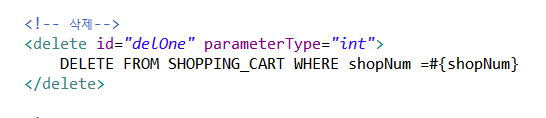 <!-- 삭제-->
<delete id="delOne" parameterType="int">
DELETE FROM SHOPPING_CART WHERE shopNum =#{shopNum}
</delete>